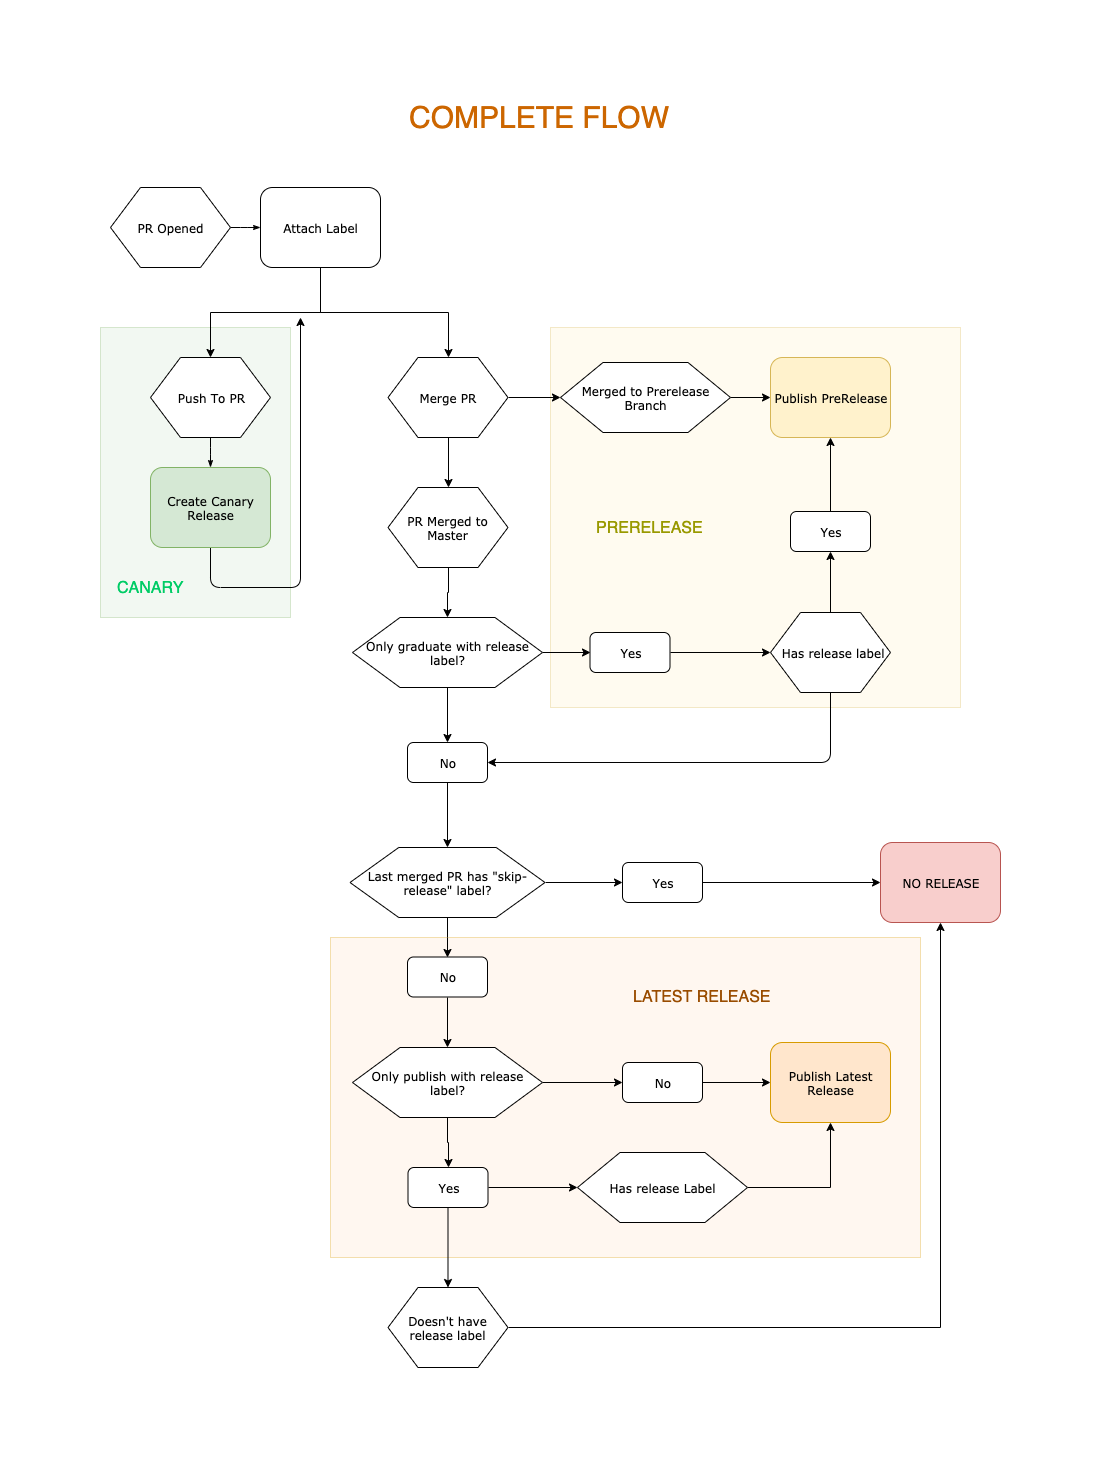 COMPLETE FLOW
PR Opened
Attach Label
Push To PR
Merge PR
Merged to Prerelease
Branch
Publish PreRelease
Create Canary
Release
PR Merged to
Master
PRERELEASE
Yes
CANARY
Only graduate with release
label?
Yes
Has release label
No
Last merged PR has "skip-
release" label?
Yes
NO RELEASE
No
LATEST RELEASE
Only publish with release
label?
No
Publish Latest
Release
Yes
Has release Label
Doesn't have
release label